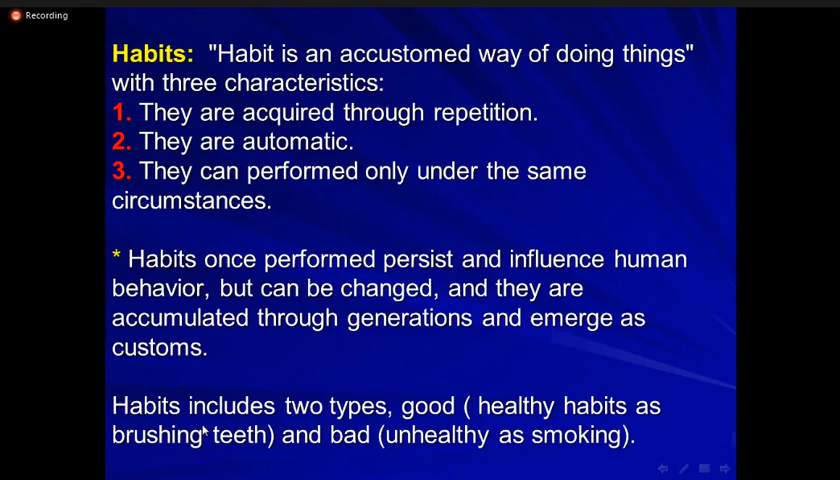 Recording
Habits: "Habit is an accustomed way of doing things"
with three characteristics:
1. They are acquired through repetition.
2. They are automatic.
3. They can performed only under the same
circumstances.
* Habits once performed persist and influence human
behavior, but can be changed, and they are
accumulated through generations and emerge as
customs.
Habits includes two types, good ( healthy habits as
brushing teeth) and bad (unhealthy as smoking).